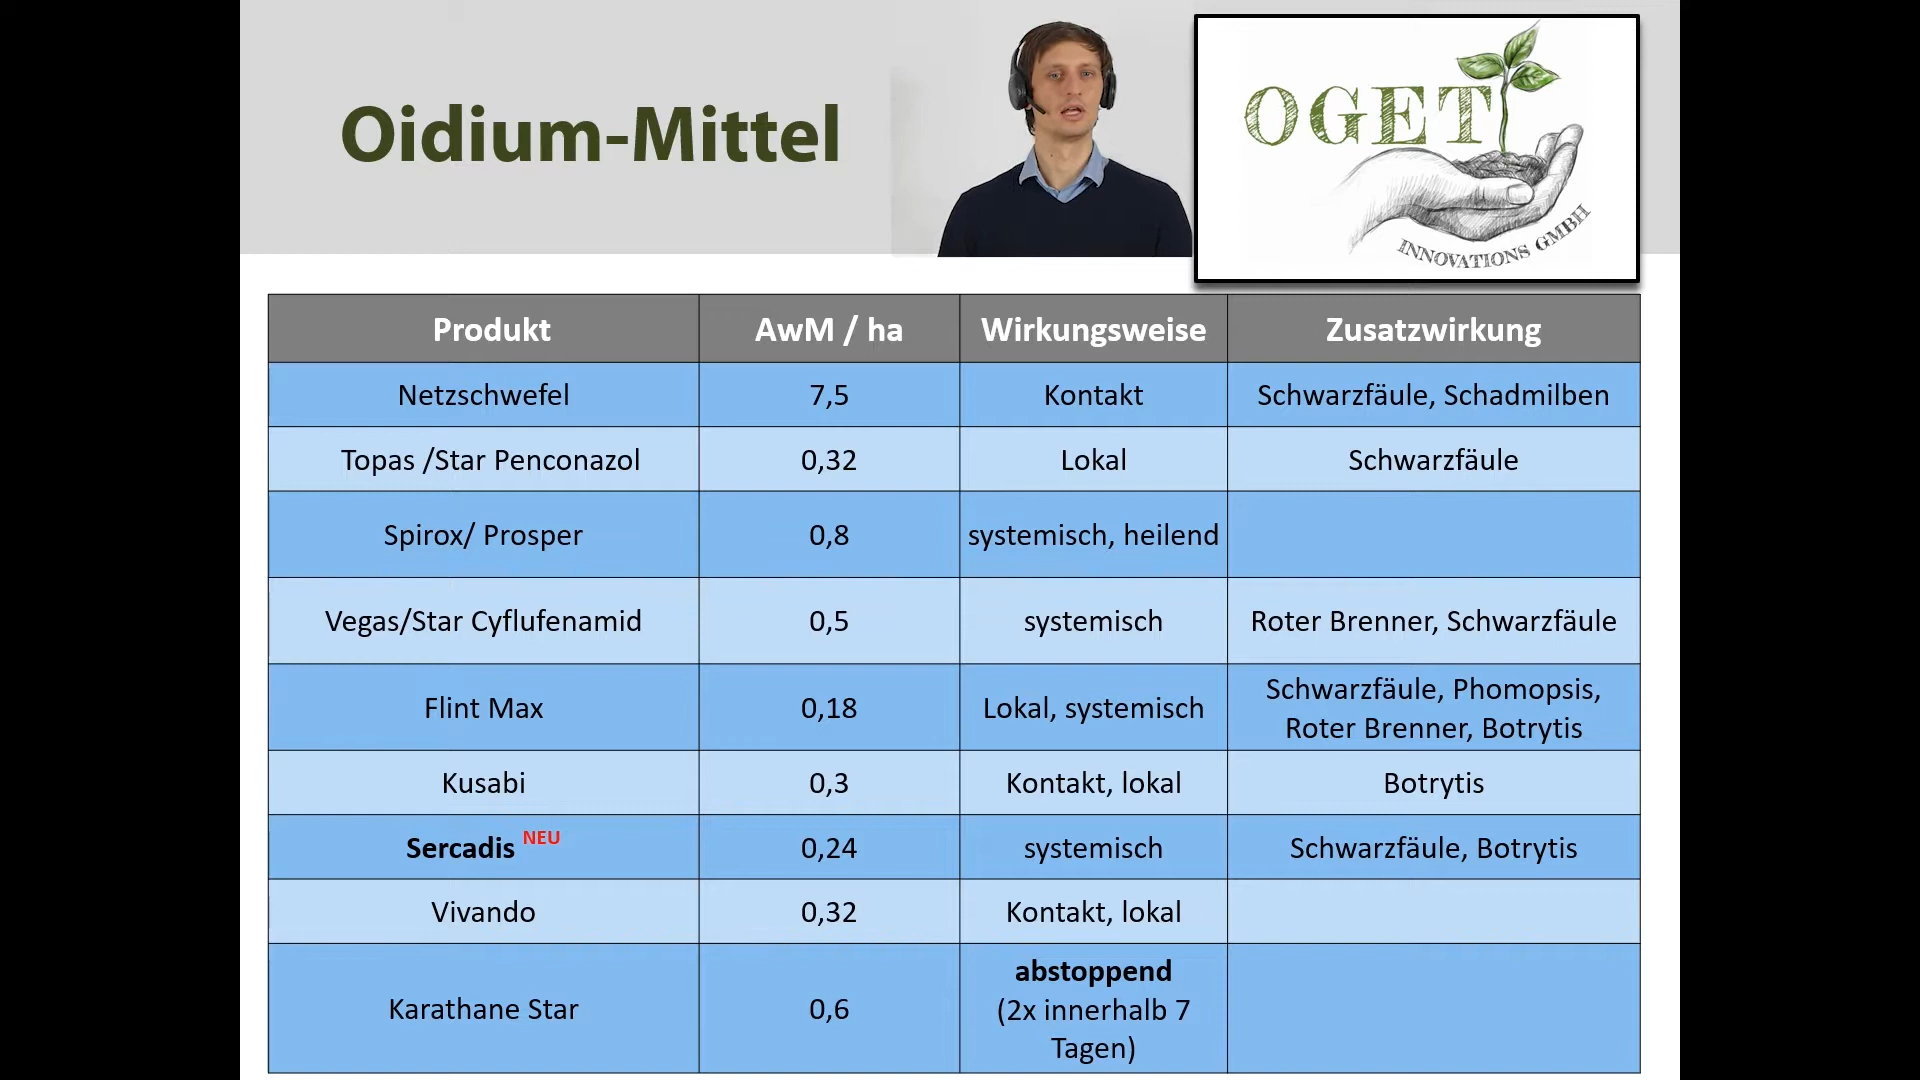 Oidium-Mittel
OGET
INNOVATIONS GMBH
Produkt AwM / ha Wirkungsweise Zusatzwirkung
Netzschwefel 7,5 Kontakt Schwarzfäule, Schadmilben
Topas /Star Penconazol 0,32 Lokal Schwarzfäule
Spirox/ Prosper 0,8 systemisch, heilend
Vegas/Star Cyflufenamid 0,5 systemisch Roter Brenner, Schwarzfäule
Flint Max 0,18 Lokal, systemisch Schwarzfäule, Phomopsis,
Roter Brenner, Botrytis
Kusabi 0,3 Kontakt, lokal Botrytis
Sercadis NEU 0,24 systemisch Schwarzfäule, Botrytis
Vivando 0,32 Kontakt, lokal
Karathane Star 0,6 abstoppend
(2x innerhalb 7
Tagen)